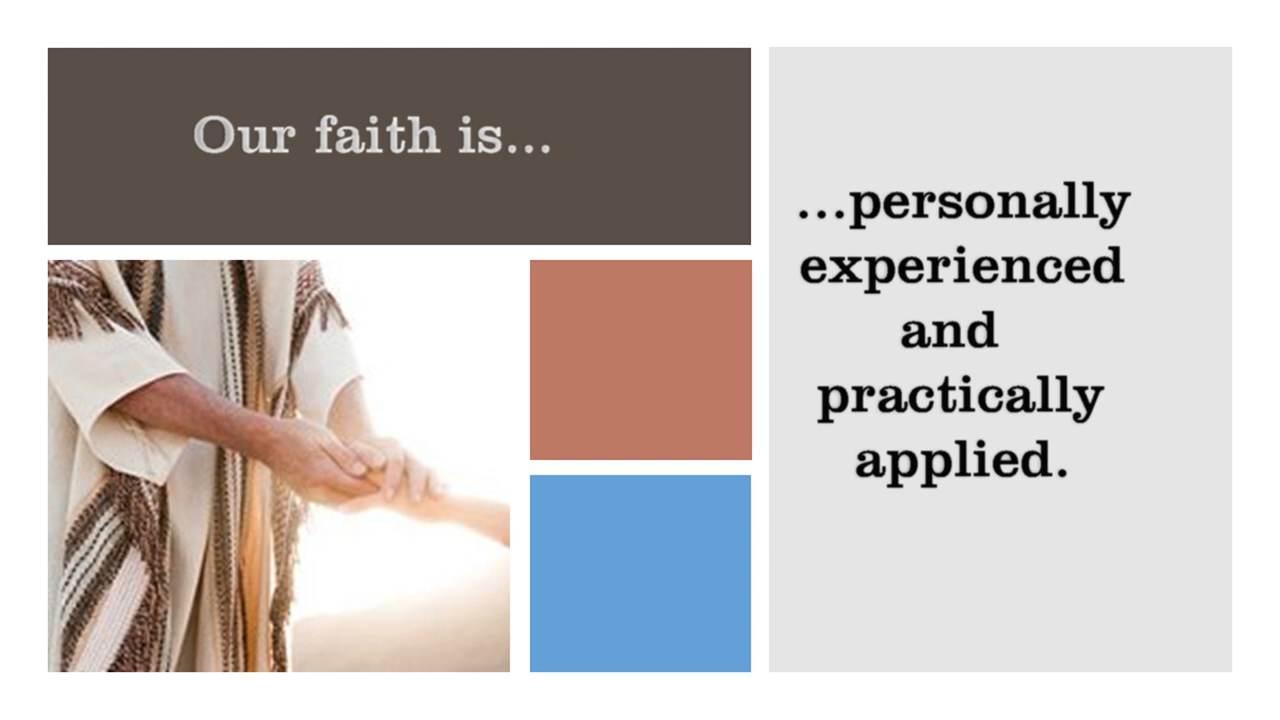 Our faith is...
...personally
experienced
and
practically
applied.